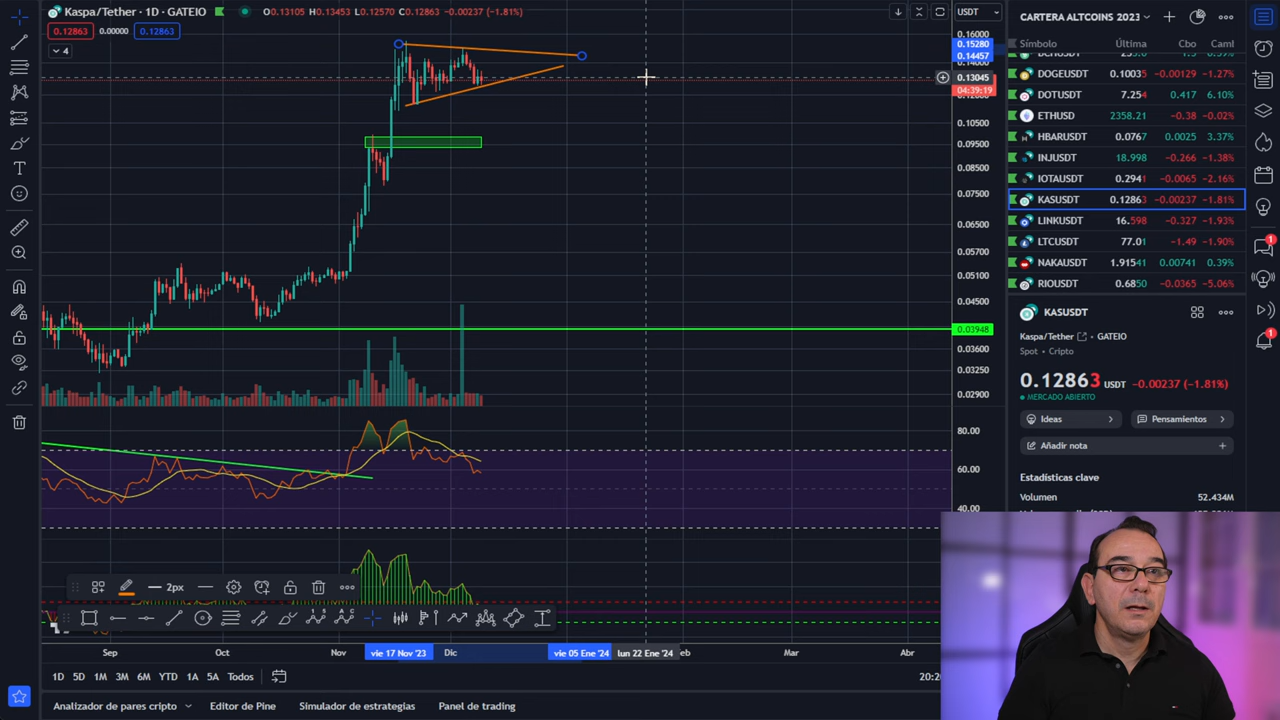 Kaspa/Tether · 1D · GATEIO O0.13105 H0.13453 L0.12570 C0.12863 −0.00237 (−1.81%)
0.12863 0.00000 0.12863
4
USDT
0.16000
0.15280
0.14457
0.14000
0.13045
04:39:19
0.10500
0.09500
0.08500
0.07500
0.06500
0.05700
0.05100
0.04500
0.03948
0.03600
0.03250
0.02900
80.00
60.00
40.00
2px
Sep Oct Nov vie 17 Nov '23 Dic vie 05 Ene '24 lun 22 Ene '24 eb Mar Abr
1D 5D 1M 3M 6M YTD 1A 5A Todos
Analizador de pares cripto Editor de Pine Simulador de estrategias Panel de trading
CARTERA ALTCOINS 2023
Símbolo Última Cbo Cam|
DOGEUSDT 0.10035 −0.00129 −1.27%
DOTUSDT 7.254 0.417 6.10%
ETHUSD 2358.21 −0.38 −0.02%
HBARUSDT 0.0767 0.0025 3.37%
INJUSDT 18.998 −0.266 −1.38%
IOTAUSDT 0.2941 −0.0065 −2.16%
KASUSDT 0.12863 −0.00237 −1.81%
LINKUSDT 16.598 −0.327 −1.93%
LTCUSDT 77.01 −1.49 −1.90%
NAKAUSDT 1.91541 0.00741 0.39%
RIOUSDT 0.6850 −0.0365 −5.06%
KASUSDT
Kaspa/Tether · GATEIO
Spot · Cripto
0.12863 USDT −0.00237 (−1.81%)
MERCADO ABIERTO
Ideas Pensamientos
Añadir nota
Estadísticas clave
Volumen 52.434M
1
1